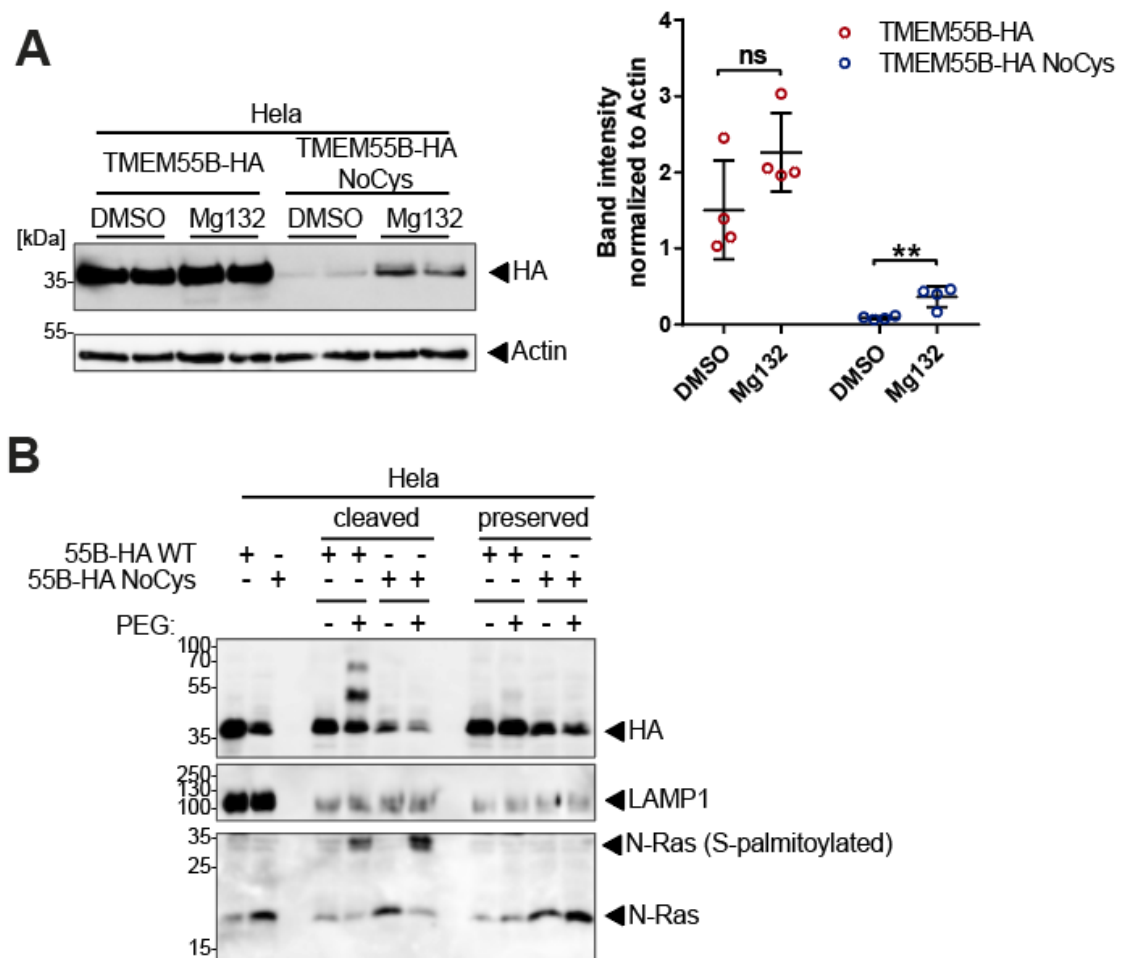 A
Hela
TMEM55B-HA
TMEM55B-HA NoCys
DMSO Mg132 DMSO Mg132
[kDa]
35-
◀HA
55-
◀Actin
4
3
2
1
0
Band intensity
normalized to Actin
ns
**
TMEM55B-HA
TMEM55B-HA NoCys
DMSO
Mg132
DMSO
Mg132
B
Hela
cleaved preserved
55B-HA WT + - + + - - + + - -
55B-HA NoCys - + - - + + - - + +
PEG: - + - + - + - +
100-
70-
55-
35-
◀HA
250-
130-
100-
◀LAMP1
35-
◀N-Ras (S-palmitoylated)
25-
◀N-Ras
15-